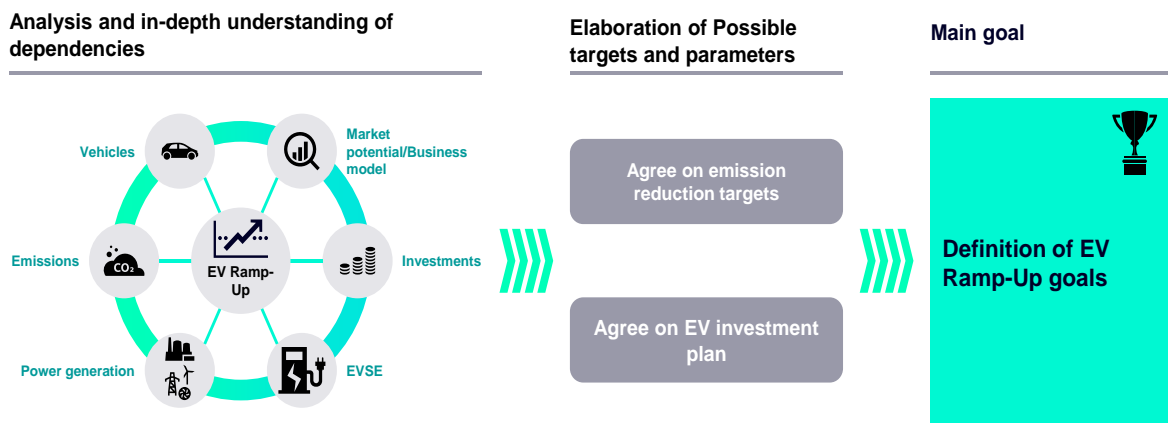 Analysis and in-depth understanding of
dependencies
Elaboration of Possible
targets and parameters
Main goal
Vehicles
Market
potential/Business
model
Emissions
CO₂
EV Ramp-
Up
Investments
Power generation
EVSE
Agree on emission
reduction targets
Agree on EV investment
plan
Definition of EV
Ramp-Up goals